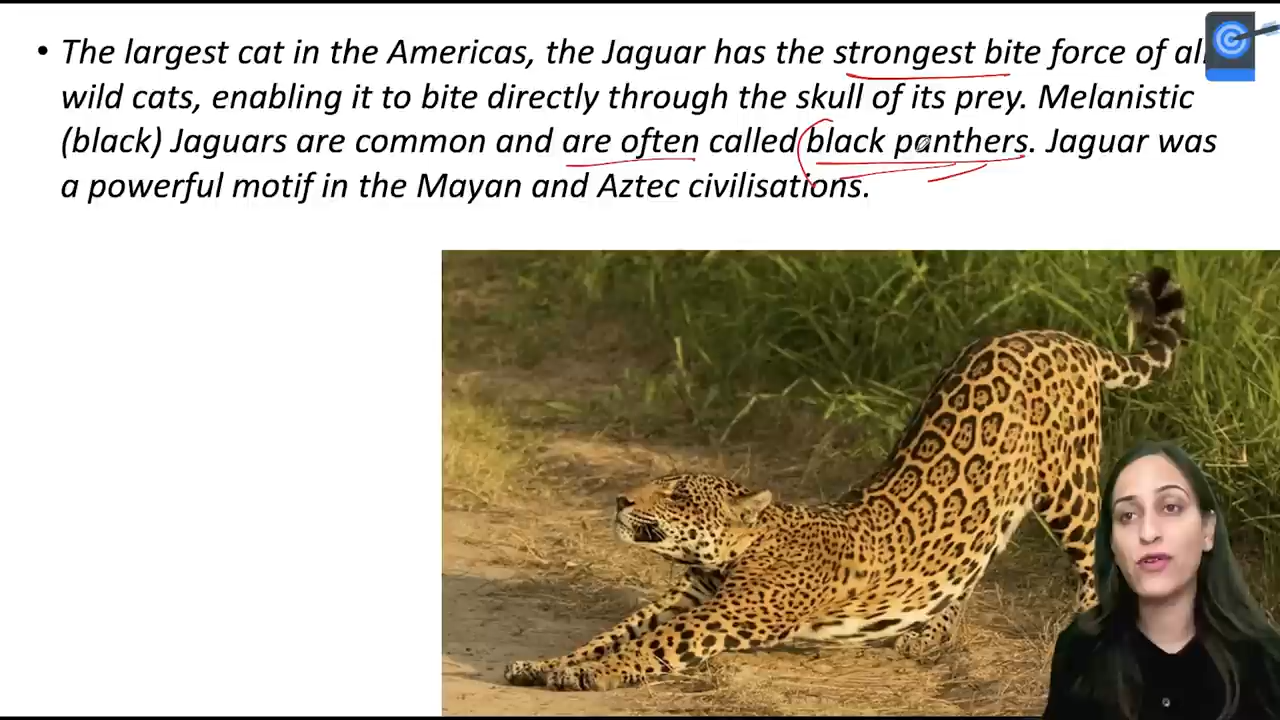 • The largest cat in the Americas, the Jaguar has the strongest bite force of all
wild cats, enabling it to bite directly through the skull of its prey. Melanistic
(black) Jaguars are common and are often called black panthers. Jaguar was
a powerful motif in the Mayan and Aztec civilisations.